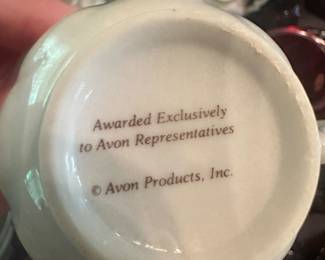 Awarded Exclusively
to Avon Representatives
© Avon Products, Inc.